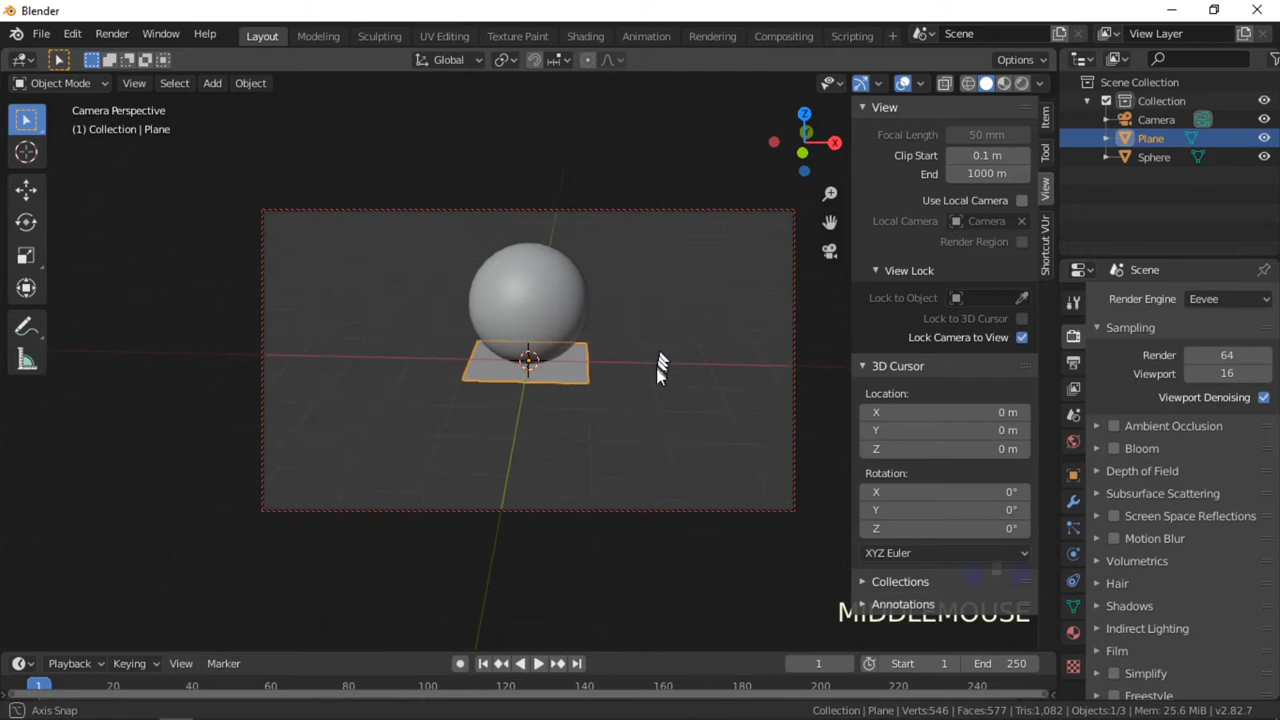 Blender
File Edit Render Window Help Layout Modeling Sculpting UV Editing Texture Paint Shading Animation Rendering Compositing Scripting + Scene View Layer
Global Options
Object Mode View Select Add Object
Camera Perspective
(1) Collection | Plane
Z
Y
X
View
Focal Length 50 mm
Clip Start 0.1 m
End 1000 m
Use Local Camera
Local Camera Camera
Render Region
View Lock
Lock to Object
Lock to 3D Cursor
Lock Camera to View
3D Cursor
Location:
X 0 m
Y 0 m
Z 0 m
Rotation:
X 0°
Y 0°
Z 0°
XYZ Euler
Collections
Annotations
MIDDLEMOUSE
Item
Tool
View
Shortcut VUr
Scene Collection
Collection
Camera
Plane
Sphere
Scene
Render Engine Eevee
Sampling
Render 64
Viewport 16
Viewport Denoising
Ambient Occlusion
Bloom
Depth of Field
Subsurface Scattering
Screen Space Reflections
Motion Blur
Volumetrics
Hair
Shadows
Indirect Lighting
Film
Simplify
Freestyle
Playback Keying View Marker 1 Start 1 End 250
1 20 40 60 80 100 120 140 160 180 200 220 240
Axis Snap Collection | Plane | Verts:546 | Faces:577 | Tris:1,082 | Objects:1/3 | Mem: 25.6 MiB | v2.82.7